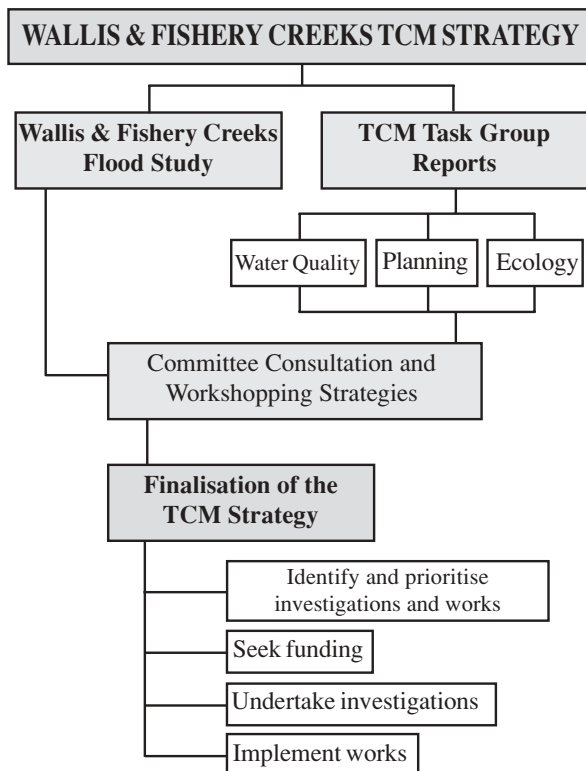 WALLIS & FISHERY CREEKS TCM STRATEGY
Wallis & Fishery Creeks
Flood Study
TCM Task Group
Reports
Water Quality
Planning
Ecology
Committee Consultation and
Workshopping Strategies
Finalisation of the
TCM Strategy
Identify and prioritise
investigations and works
Seek funding
Undertake investigations
Implement works